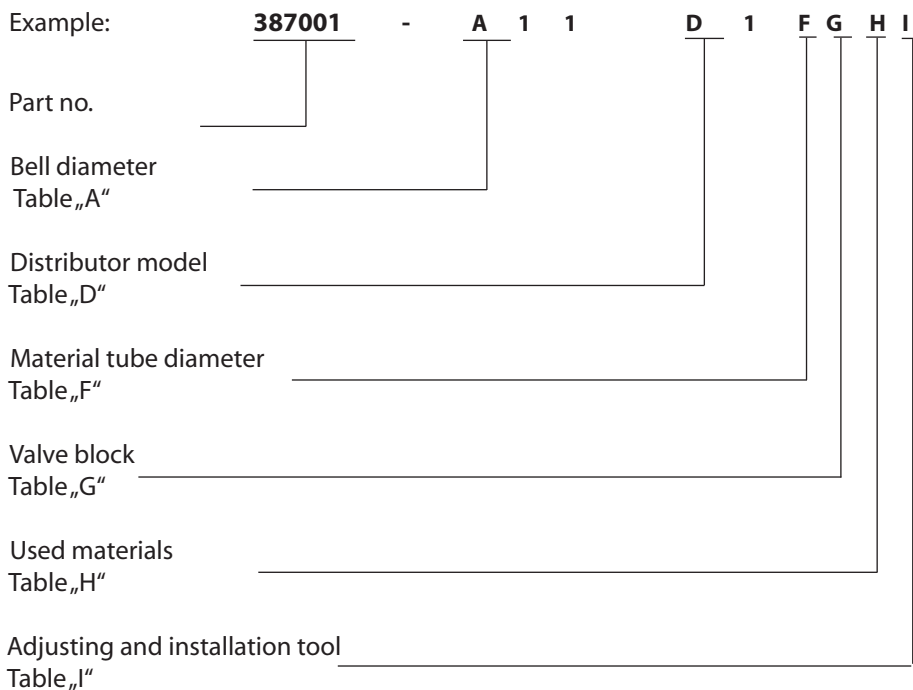 Example: 387001 - A 1 1 D 1 F G H I
Part no.
Bell diameter
Table „A“
Distributor model
Table „D“
Material tube diameter
Table „F“
Valve block
Table „G“
Used materials
Table „H“
Adjusting and installation tool
Table „I“